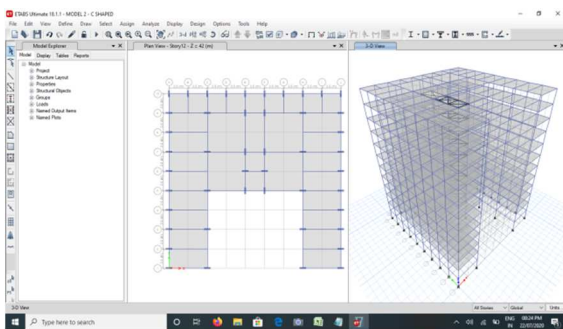 ETABS Ultimate 18.1.1 - MODEL 2 - C SHAPED
File Edit View Define Draw Select Assign Analyze Display Design Options Tools Help
Model Explorer
Plan View - Story12 - Z = 42 (m)
3-D View
Model Display Tables Reports
Model
Project
Structure Layout
Properties
Structural Objects
Groups
Loads
Named Output Items
Named Plots
3-D View
All Stories
Global
Units...
Type here to search
ENG
IN
08:24 PM
22/07/2020